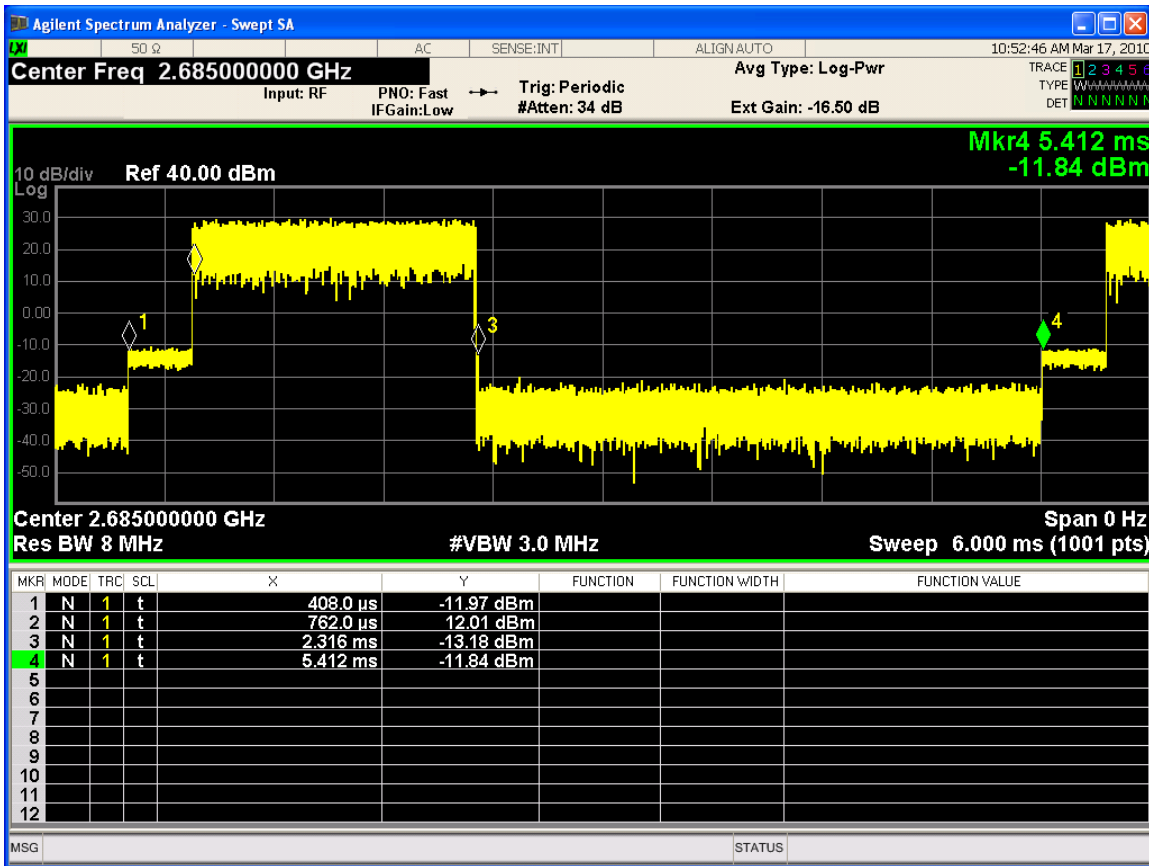 Agilent Spectrum Analyzer - Swept SA
LXI 50 Ω AC SENSE:INT ALIGN AUTO 10:52:46 AM Mar 17, 2010
Center Freq 2.685000000 GHz
Input: RF
PNO: Fast
IFGain:Low
Trig: Periodic
#Atten: 34 dB
Avg Type: Log-Pwr
Ext Gain: -16.50 dB
TRACE 1 2 3 4 5 6
TYPE
DET N N N N N N
Mkr4 5.412 ms
-11.84 dBm
10 dB/div Ref 40.00 dBm
Log
30.0
20.0
10.0
0.00
-10.0
-20.0
-30.0
-40.0
-50.0
1
3
4
Center 2.685000000 GHz Span 0 Hz
Res BW 8 MHz #VBW 3.0 MHz Sweep 6.000 ms (1001 pts)
MKR MODE TRC SCL X Y FUNCTION FUNCTION WIDTH FUNCTION VALUE
1 N 1 t 408.0 µs -11.97 dBm
2 N 1 t 762.0 µs 12.01 dBm
3 N 1 t 2.316 ms -13.18 dBm
4 N 1 t 5.412 ms -11.84 dBm
5
6
7
8
9
10
11
12
MSG STATUS